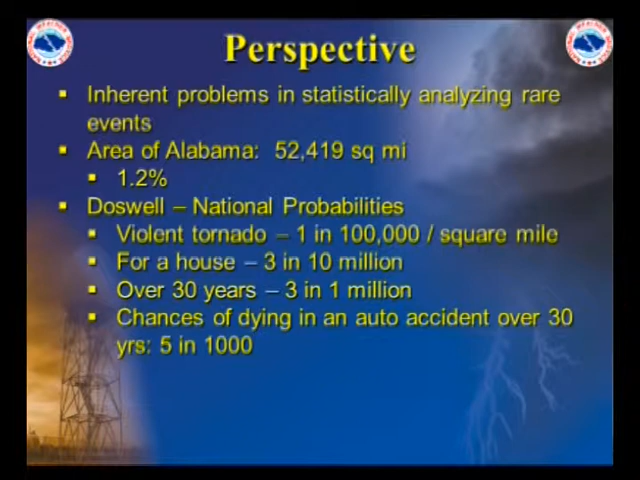 Perspective
Inherent problems in statistically analyzing rare
events
Area of Alabama: 52,419 sq mi
1.2%
Doswell – National Probabilities
Violent tornado – 1 in 100,000 / square mile
For a house – 3 in 10 million
Over 30 years – 3 in 1 million
Chances of dying in an auto accident over 30
yrs: 5 in 1000